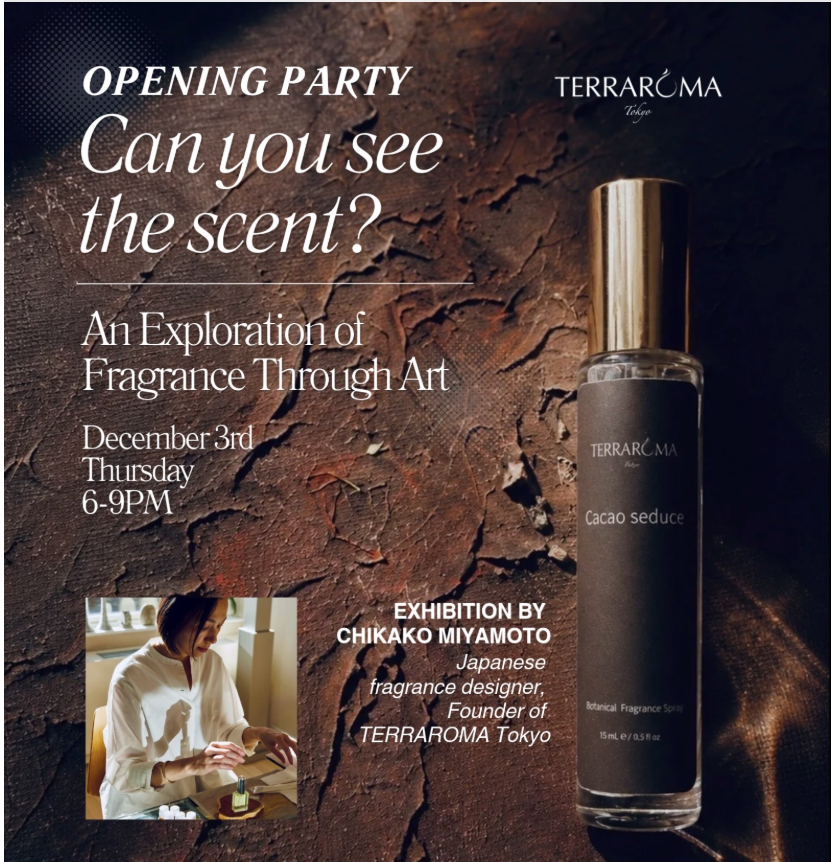 OPENING PARTY
Can you see
the scent?
TERRAROMA
Tokyo
An Exploration of
Fragrance Through Art
December 3rd
Thursday
6-9PM
EXHIBITION BY
CHIKAKO MIYAMOTO
Japanese
fragrance designer,
Founder of
TERRAROMA Tokyo
TERRAROMA
Tokyo
Cacao seduce
Botanical Fragrance Spray
15 mL e / 0.5 fl oz